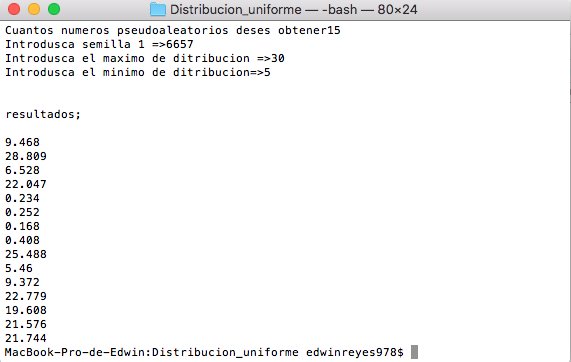 Distribucion_uniforme — -bash — 80×24
Cuantos numeros pseudoaleatorios deses obtener15
Introdusca semilla 1 =>6657
Introdusca el maximo de ditribucion =>30
Introdusca el minimo de ditribucion=>5
resultados;
9.468
28.809
6.528
22.047
0.234
0.252
0.168
0.408
25.488
5.46
9.372
22.779
19.608
21.576
21.744
MacBook-Pro-de-Edwin:Distribucion_uniforme edwinreyes978$